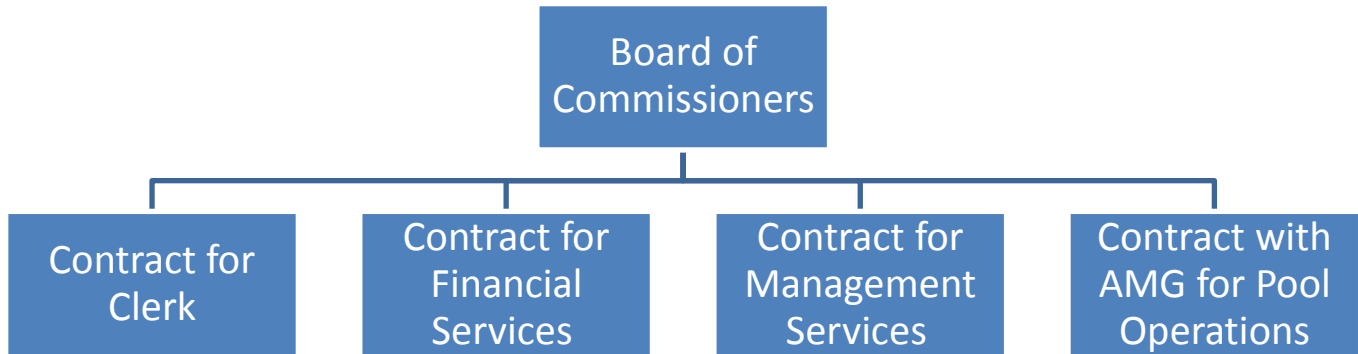 Board of
Commissioners
Contract for
Clerk
Contract for
Financial
Services
Contract for
Management
Services
Contract with
AMG for Pool
Operations